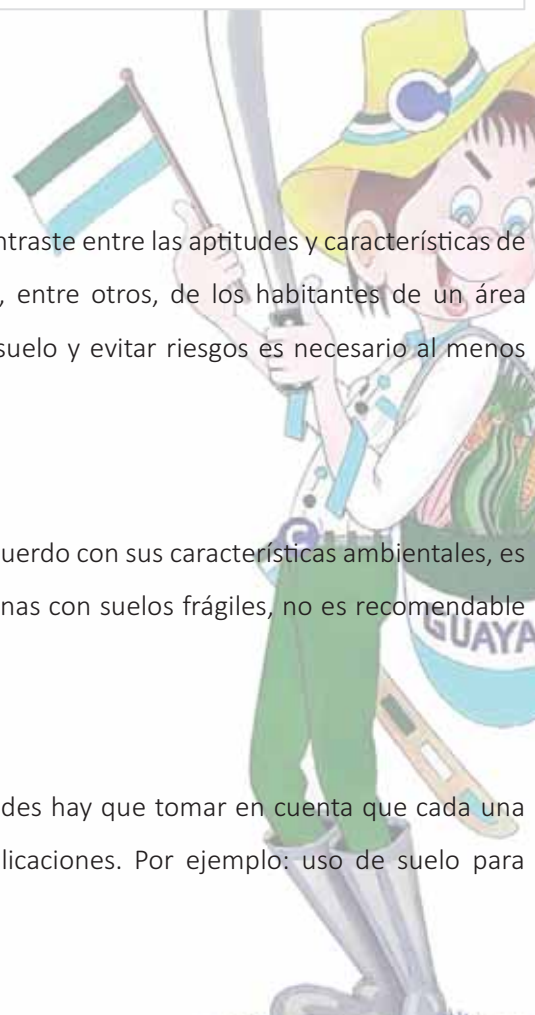 ntraste entre las aptitudes y características de
, entre otros, de los habitantes de un área
suelo y evitar riesgos es necesario al menos
uerdo con sus características ambientales, es
nas con suelos frágiles, no es recomendable
GUAYA
des hay que tomar en cuenta que cada una
licaciones. Por ejemplo: uso de suelo para